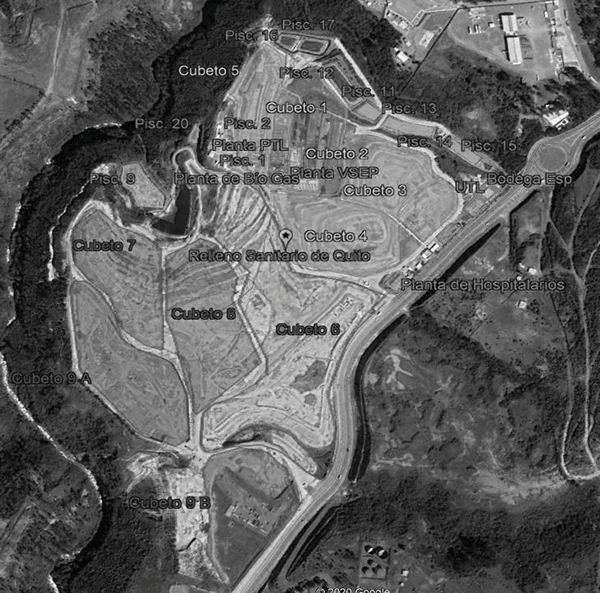 Pisc. 17
Pisc. 16
Cubeto 5
Pisc. 12
Pisc. 11
Cubeto 1
Pisc. 13
Pisc. 20
Pisc. 2
Pisc. 14
Pisc. 15
Planta PTL
Cubeto 2
Pisc. 1
Planta VSEP
Pisc. 9
Planta de Bio Gas
Bodega Esp
Cubeto 3
UTL
Cubeto 4
Cubeto 7
Relleno Sanitario de Quito
Planta de Hospitalarios
Cubeto 8
Cubeto 6
Cubeto 9 A
Cubeto 9 B
© 2020 Google